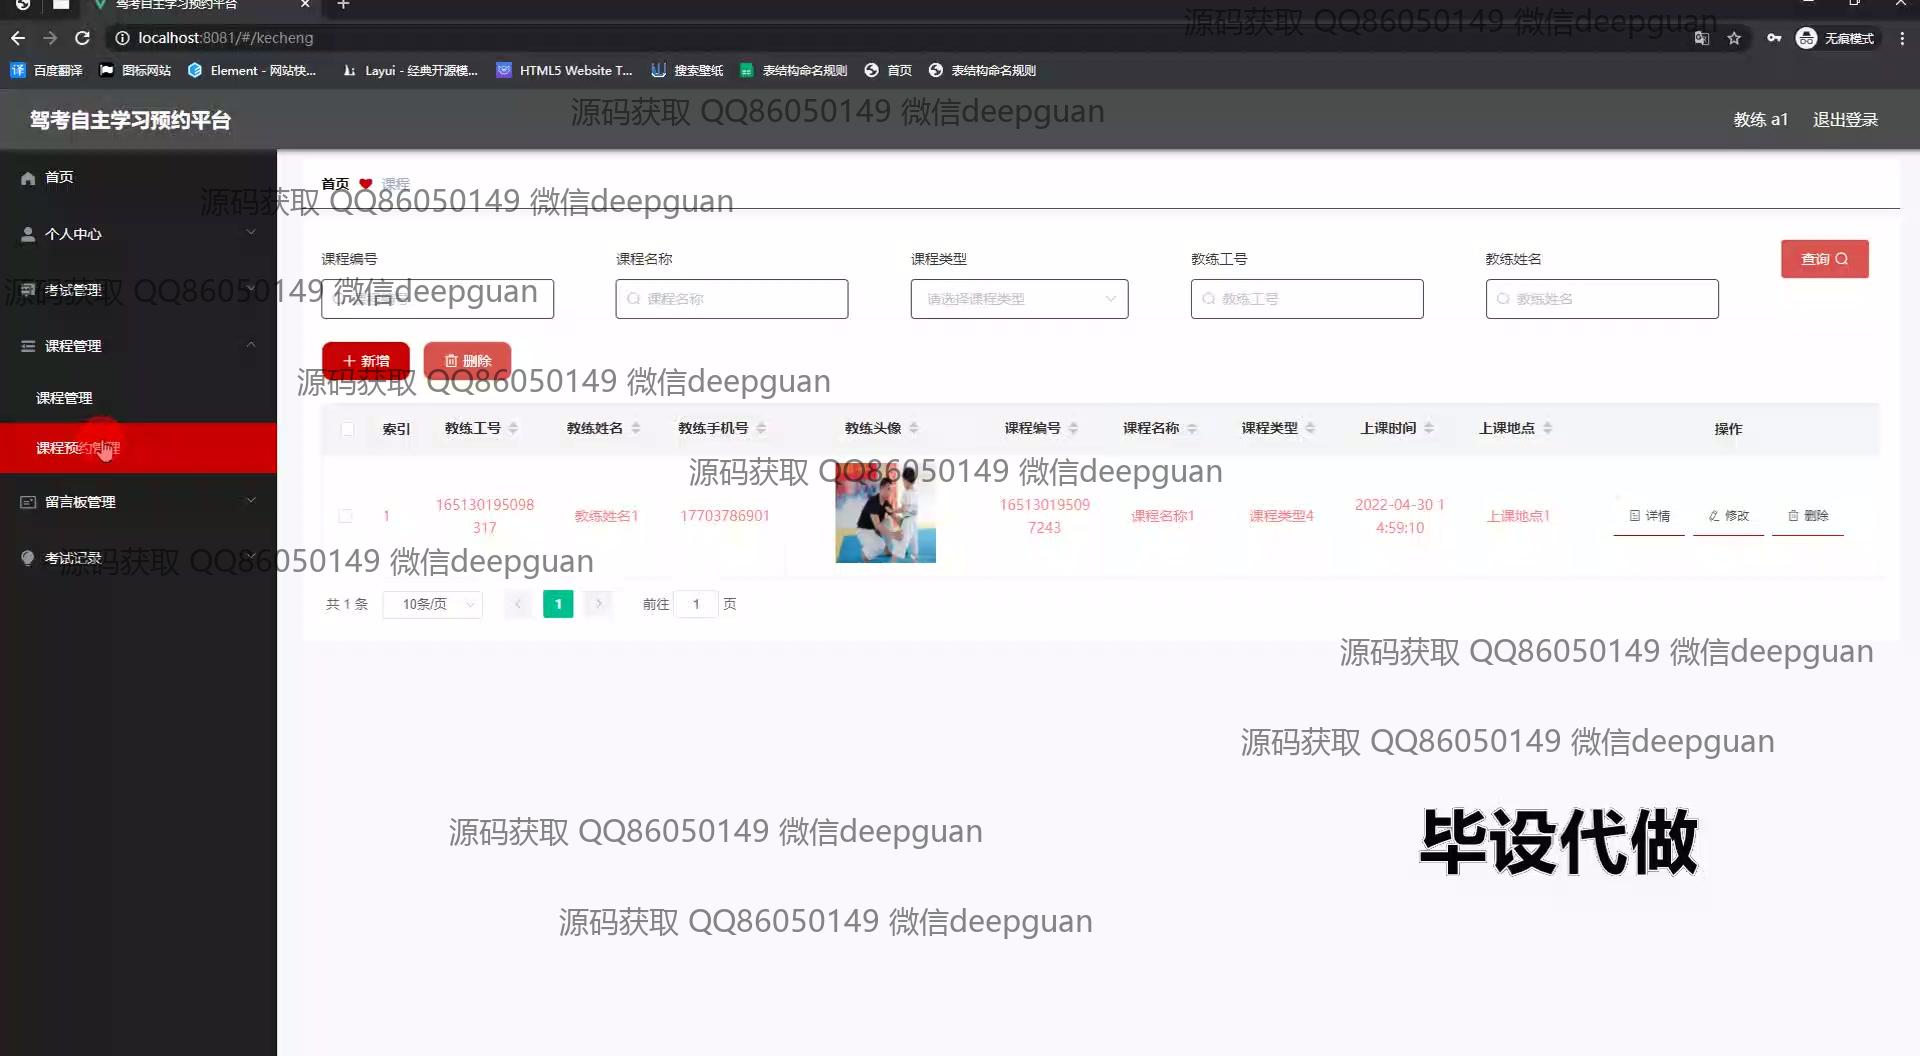 驾考自主学习预约平台
源码获取 QQ86050149 微信deepguan
localhost:8081/#/kecheng
无痕模式
百度翻译 图标网站 Element - 网站快... Layui - 经典开源模... HTML5 Website T... 搜索壁纸 表结构命名规则 首页 表结构命名规则
源码获取 QQ86050149 微信deepguan
驾考自主学习预约平台 教练 a1 退出登录
首页
首页 课程
源码获取 QQ86050149 微信deepguan
个人中心
课程编号 课程名称 课程类型 教练工号 教练姓名 查询
考试管理
源码获取 QQ86050149 微信deepguan
课程名称 请选择课程类型 教练工号 教练姓名
课程管理
新增 删除
源码获取 QQ86050149 微信deepguan
课程管理
索引 教练工号 教练姓名 教练手机号 教练头像 课程编号 课程名称 课程类型 上课时间 上课地点 操作
课程预约管理
源码获取 QQ86050149 微信deepguan
留言板管理
1 165130195098317 教练姓名1 17703786901 165130195097243 课程名称1 课程类型4 2022-04-30 14:59:10 上课地点1 详情 修改 删除
考试记录
源码获取 QQ86050149 微信deepguan
共 1 条 10条/页 1 前往 1 页
源码获取 QQ86050149 微信deepguan
源码获取 QQ86050149 微信deepguan
源码获取 QQ86050149 微信deepguan
毕设代做
源码获取 QQ86050149 微信deepguan